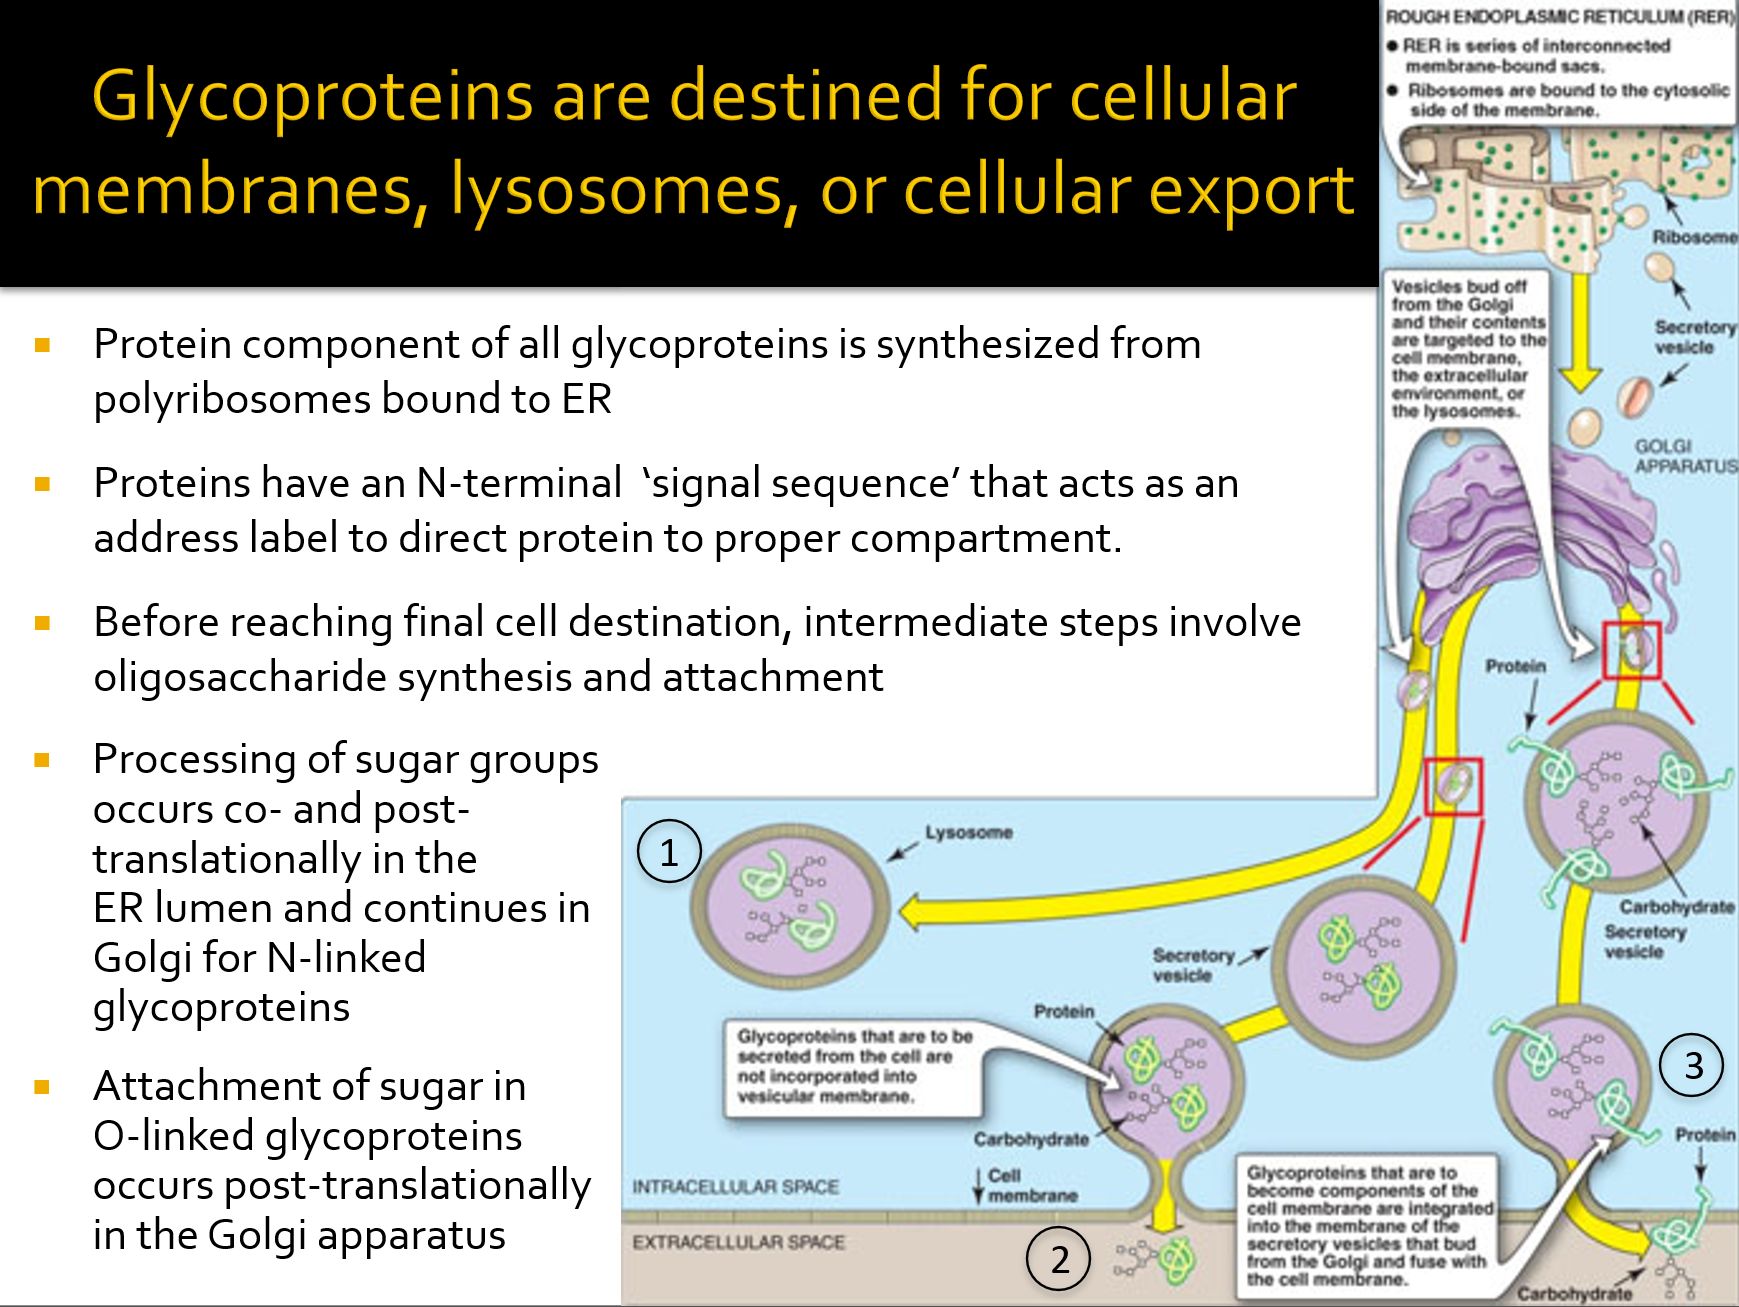 Glycoproteins are destined for cellular
membranes, lysosomes, or cellular export
Protein component of all glycoproteins is synthesized from
polyribosomes bound to ER
Proteins have an N-terminal ‘signal sequence’ that acts as an
address label to direct protein to proper compartment.
Before reaching final cell destination, intermediate steps involve
oligosaccharide synthesis and attachment
Processing of sugar groups
occurs co- and post-
translationally in the
ER lumen and continues in
Golgi for N-linked
glycoproteins
Attachment of sugar in
O-linked glycoproteins
occurs post-translationally
in the Golgi apparatus
ROUGH ENDOPLASMIC RETICULUM (RER)
● RER is series of interconnected
membrane-bound sacs.
● Ribosomes are bound to the cytosolic
side of the membrane.
Ribosome
Vesicles bud off
from the Golgi
and their contents
are targeted to the
cell membrane,
the extracellular
environment, or
the lysosomes.
Secretory
vesicle
GOLGI
APPARATUS
Protein
Carbohydrate
Secretory
vesicle
1
Lysosome
Secretory
vesicle
Protein
Glycoproteins that are to be
secreted from the cell are
not incorporated into
vesicular membrane.
Carbohydrate
Cell
membrane
INTRACELLULAR SPACE
EXTRACELLULAR SPACE
2
3
Protein
Glycoproteins that are to
become components of the
cell membrane are integrated
into the membrane of the
secretory vesicles that bud
from the Golgi and fuse with
the cell membrane.
Carbohydrate